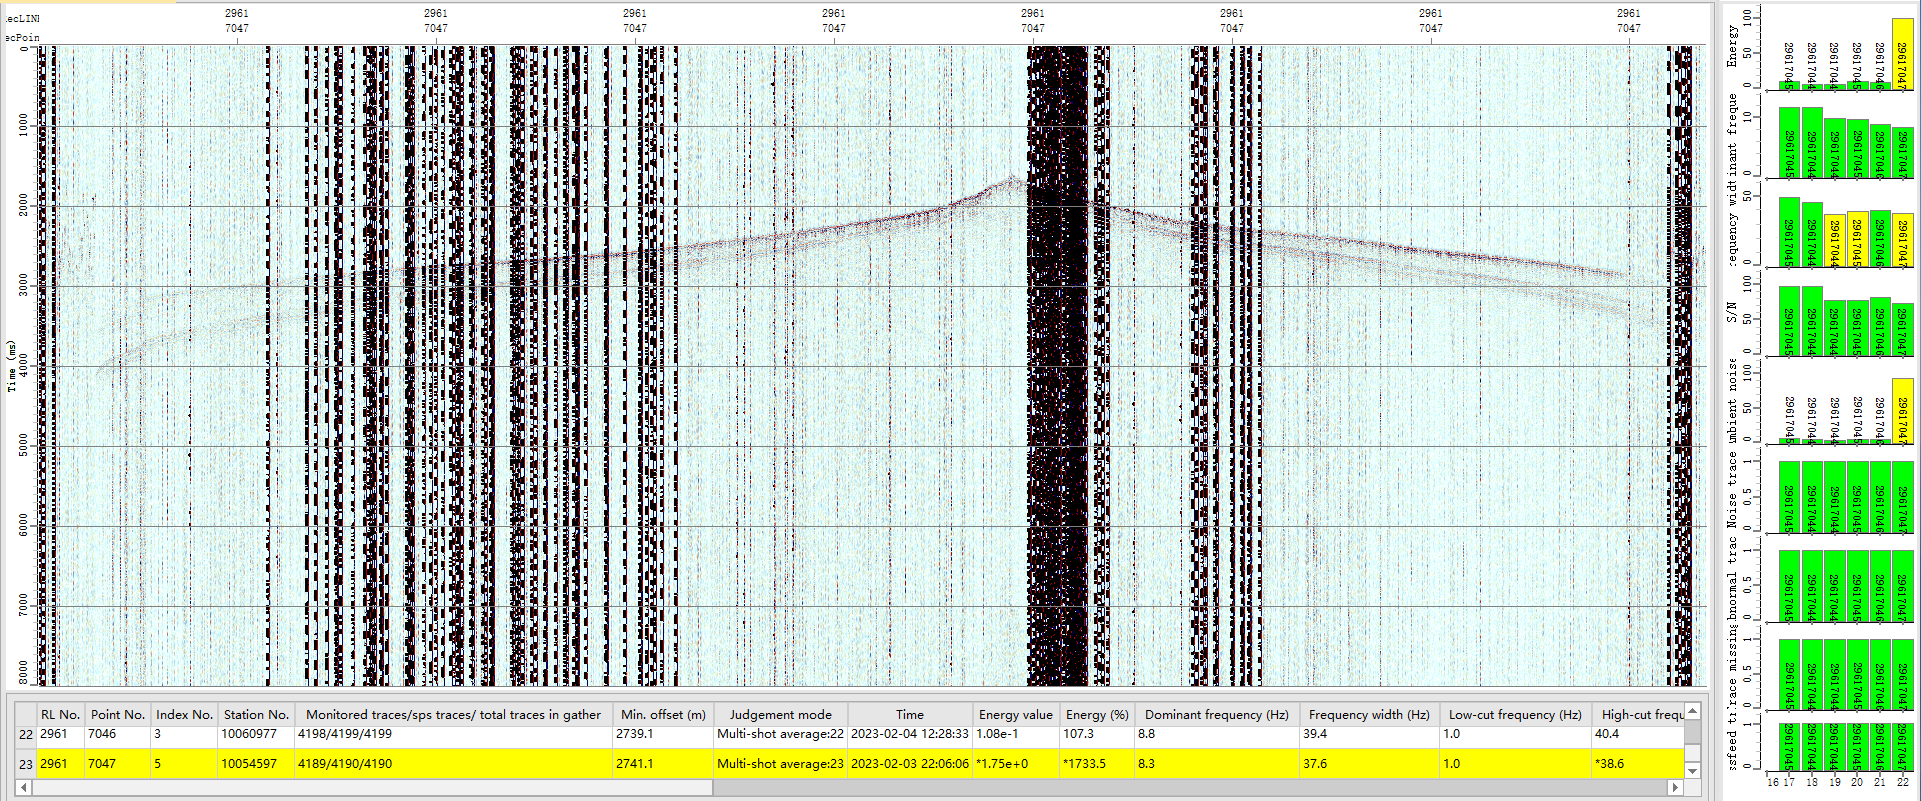 ecLINE
2961 2961 2961 2961 2961 2961 2961 2961
7047 7047 7047 7047 7047 7047 7047 7047
ecPoin
0
1000
2000
3000
4000
5000
6000
7000
8000
Time (ms)
RL No. Point No. Index No. Station No. Monitored traces/sps traces/ total traces in gather Min. offset (m) Judgement mode Time Energy value Energy (%) Dominant frequency (Hz) Frequency width (Hz) Low-cut frequency (Hz) High-cut frequ
22 2961 7046 3 10060977 4198/4199/4199 2739.1 Multi-shot average:22 2023-02-04 12:28:33 1.08e-1 107.3 8.8 39.4 1.0 40.4
23 2961 7047 5 10054597 4189/4190/4190 2741.1 Multi-shot average:23 2023-02-03 22:06:06 *1.75e+0 *1733.5 8.3 37.6 1.0 *38.6
Energy
0 50 100
29617045 29617044 29617044 29617045 29617046 29617047
inant freque
0 10
29617045 29617044 29617044 29617045 29617046 29617047
equency widt
0 50
29617045 29617044 29617044 29617045 29617046 29617047
S/N
0 50 100
29617045 29617044 29617044 29617045 29617046 29617047
mbient noise
0 50 100
29617045 29617044 29617044 29617045 29617046 29617047
Noise trace
0 0.5 1
29617045 29617044 29617044 29617045 29617046 29617047
bnormal trac
0 0.5 1
29617045 29617044 29617044 29617045 29617046 29617047
race missing
0 0.5 1
29617045 29617044 29617044 29617045 29617046 29617047
ssfeed t
0 1
29617045 29617044 29617044 29617045 29617046 29617047
16 17 18 19 20 21 22